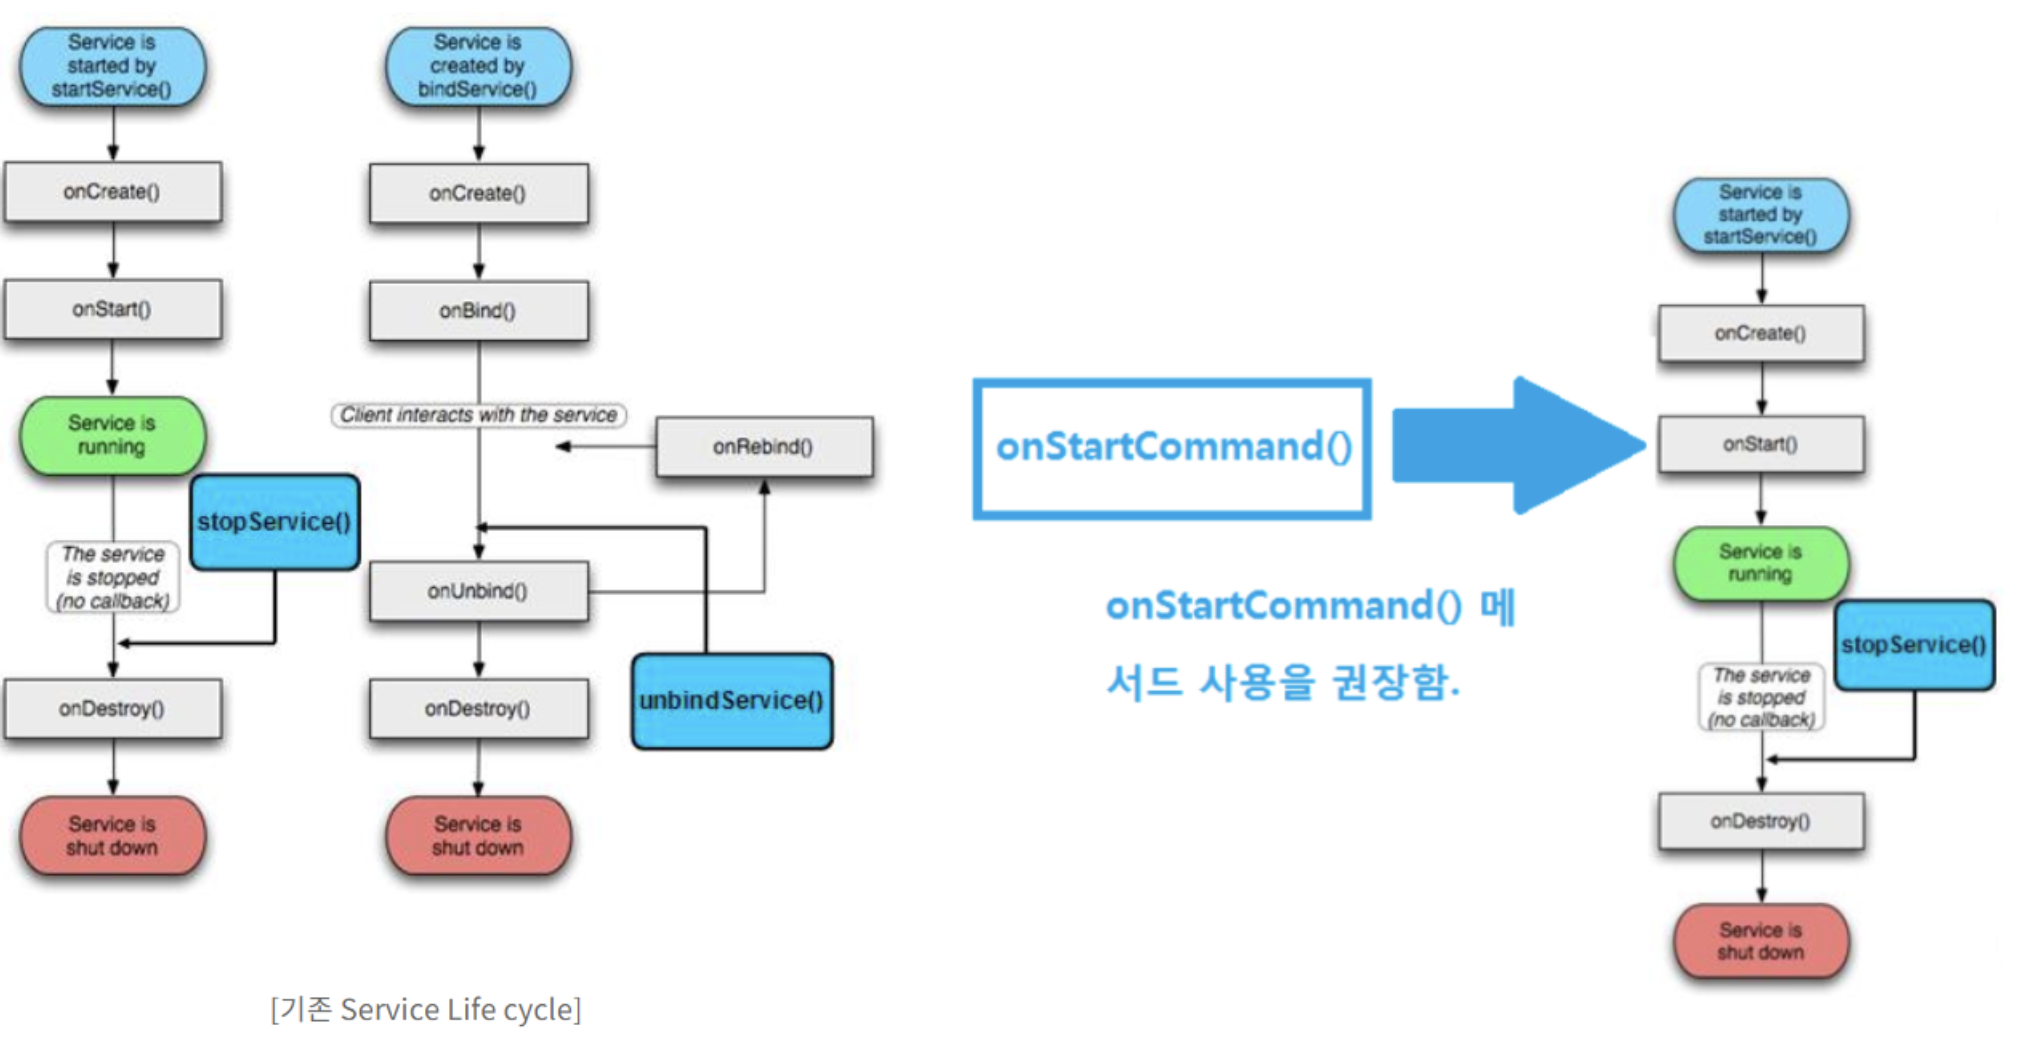 Service is
started by
startService()
onCreate()
onStart()
Service is
running
stopService()
The service
is stopped
(no callback)
onDestroy()
Service is
shut down
Service is
created by
bindService()
onCreate()
onBind()
Client interacts with the service
onRebind()
onUnbind()
unbindService()
onDestroy()
Service is
shut down
[기존 Service Life cycle]
onStartCommand()
onStartCommand() 메
서드 사용을 권장함.
Service is
started by
startService()
onCreate()
onStart()
Service is
running
stopService()
The service
is stopped
(no callback)
onDestroy()
Service is
shut down